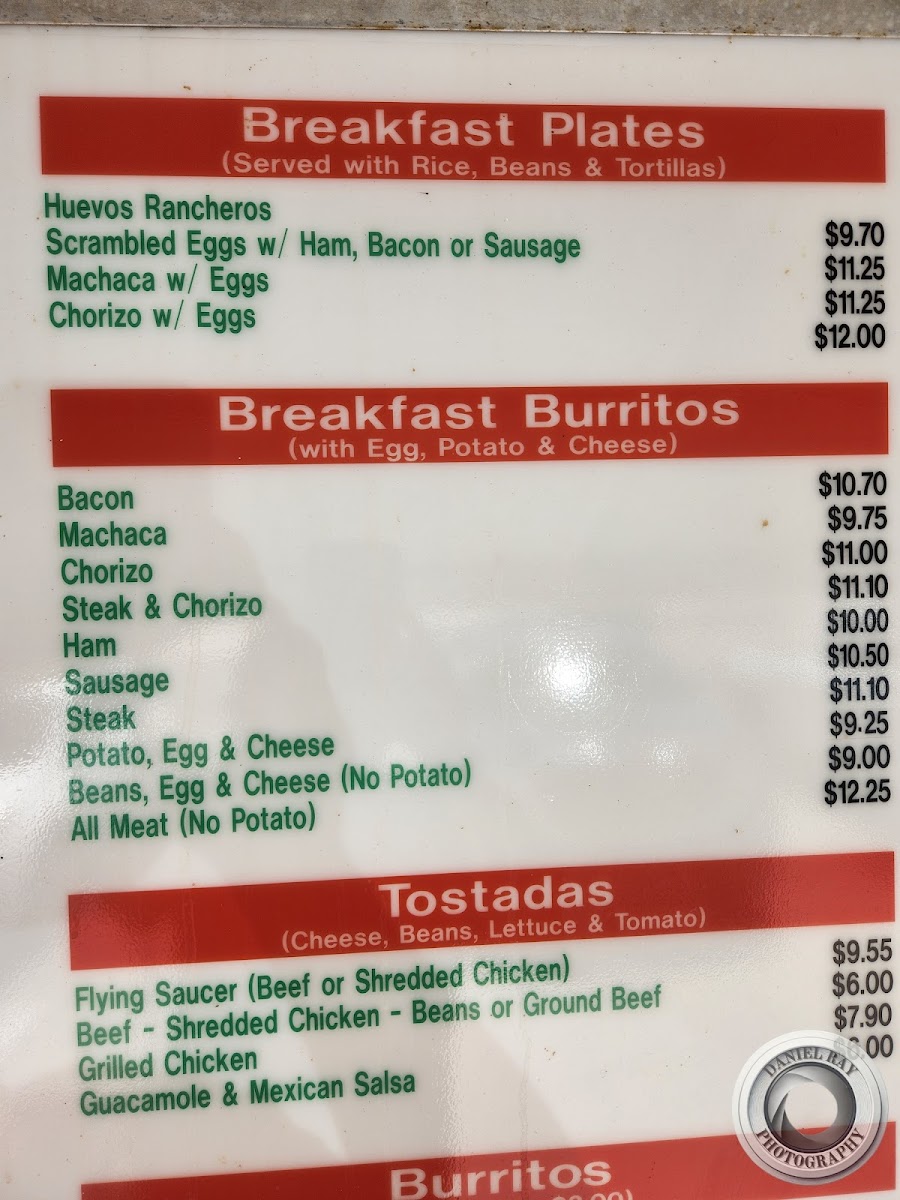 Breakfast Plates
(Served with Rice, Beans & Tortillas)
Huevos Rancheros $9.70
Scrambled Eggs w/ Ham, Bacon or Sausage $11.25
Machaca w/ Eggs $11.25
Chorizo w/ Eggs $12.00
Breakfast Burritos
(with Egg, Potato & Cheese)
Bacon $10.70
Machaca $9.75
Chorizo $11.00
Steak & Chorizo $11.10
Ham $10.00
Sausage $10.50
Steak $11.10
Potato, Egg & Cheese $9.25
Beans, Egg & Cheese (No Potato) $9.00
All Meat (No Potato) $12.25
Tostadas
(Cheese, Beans, Lettuce & Tomato)
Flying Saucer (Beef or Shredded Chicken) $9.55
Beef - Shredded Chicken - Beans or Ground Beef $6.00
Grilled Chicken $7.90
Guacamole & Mexican Salsa
Burritos
DANIEL RAY
PHOTOGRAPHY